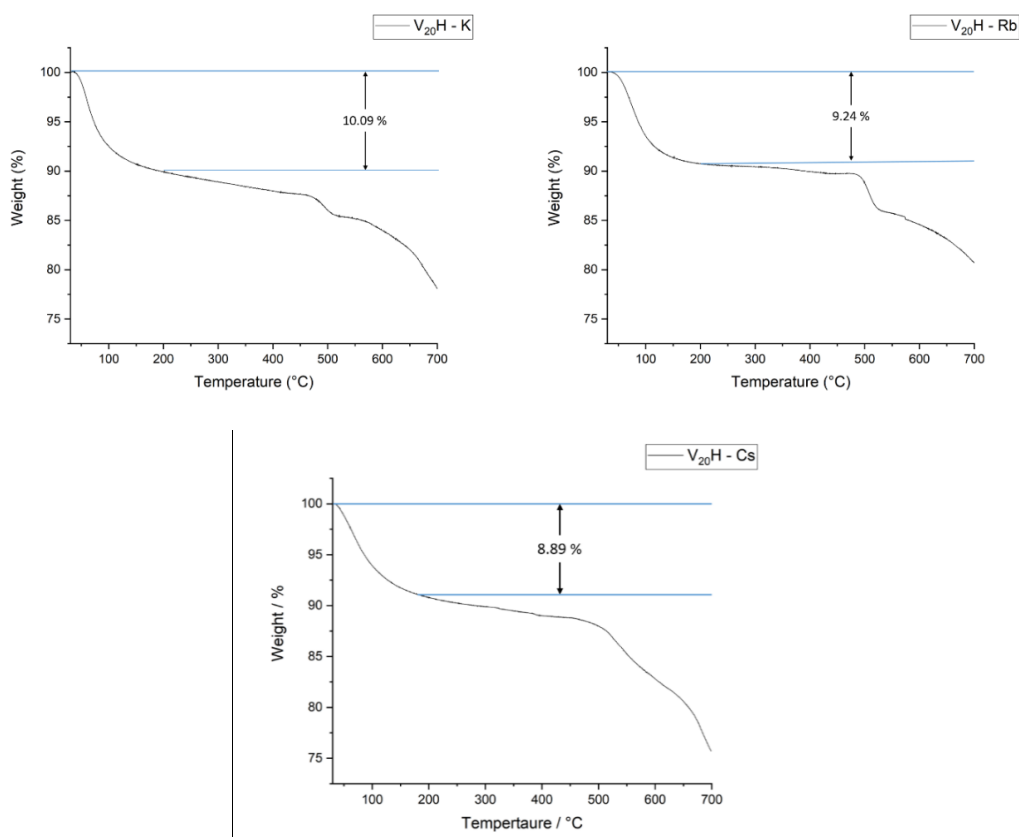 V₂₀H - K
100
95
90
85
80
75
Weight (%)
10.09 %
100 200 300 400 500 600 700
Temperature (°C)
V₂₀H - Rb
100
95
90
85
80
75
Weight (%)
9.24 %
100 200 300 400 500 600 700
Temperature (°C)
V₂₀H - Cs
100
95
90
85
80
75
Weight / %
8.89 %
100 200 300 400 500 600 700
Tempertaure / °C